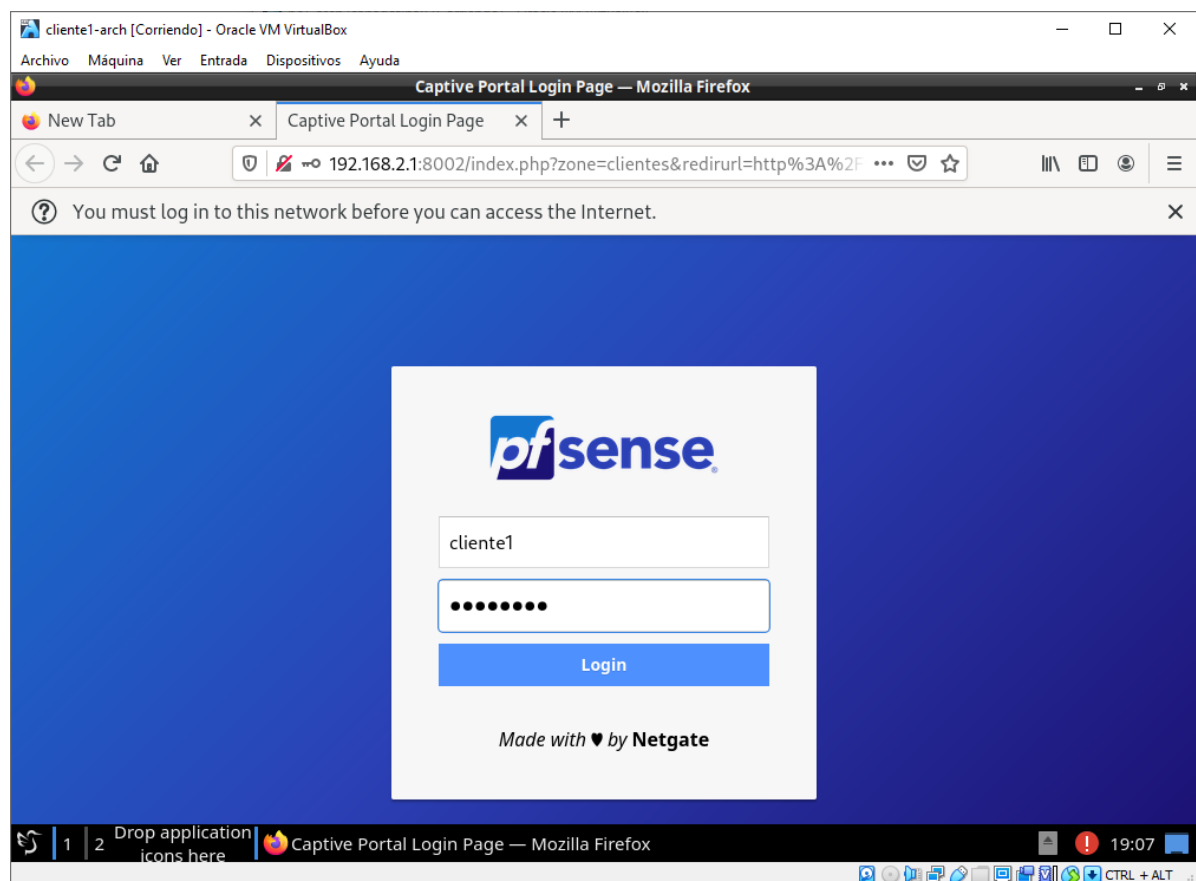 cliente1-arch [Corriendo] - Oracle VM VirtualBox
Archivo Máquina Ver Entrada Dispositivos Ayuda
Captive Portal Login Page — Mozilla Firefox
New Tab
Captive Portal Login Page
192.168.2.1:8002/index.php?zone=clientes&redirurl=http%3A%2F
You must log in to this network before you can access the Internet.
pfsense
cliente1
••••••••
Login
Made with ♥ by Netgate
1 2 Drop application icons here Captive Portal Login Page — Mozilla Firefox 19:07
CTRL + ALT